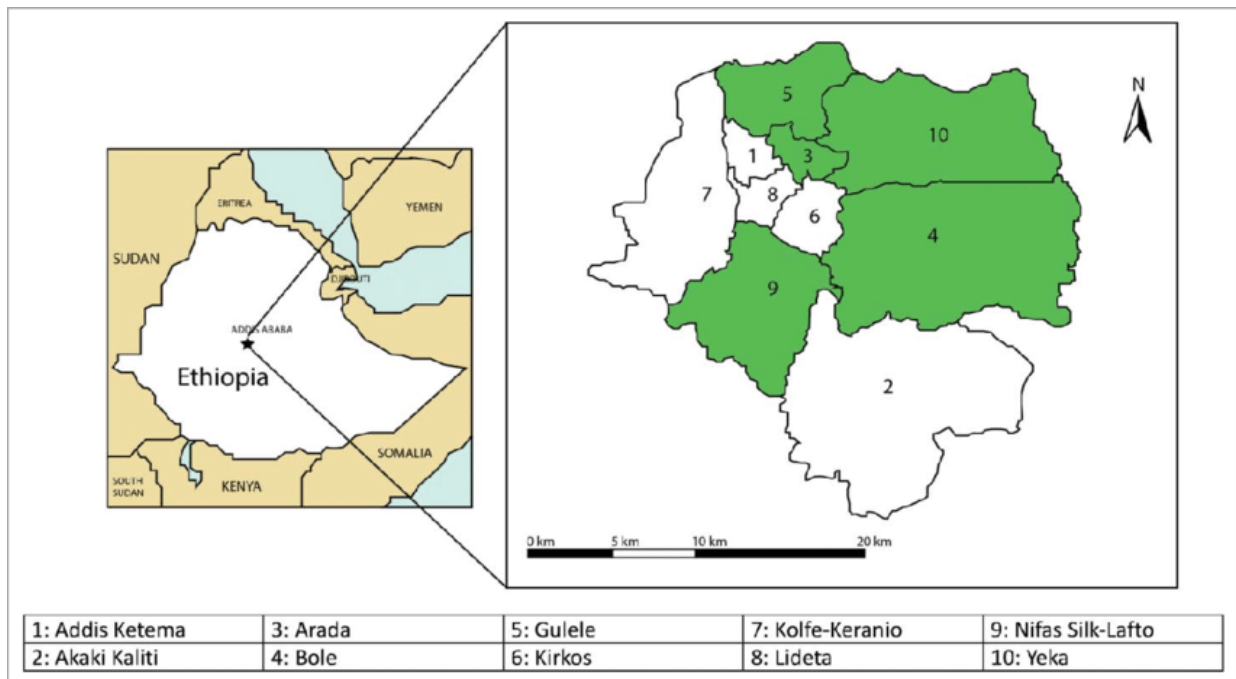 ERITREA
YEMEN
SUDAN
DJIBOUTI
ADDIS ABABA
Ethiopia
SOMALIA
KENYA
SOUTH
SUDAN
N
5
10
1
3
7
8
6
4
9
2
0 km 5 km 10 km 20 km
1: Addis Ketema 3: Arada 5: Gulele 7: Kolfe-Keranio 9: Nifas Silk-Lafto
2: Akaki Kaliti 4: Bole 6: Kirkos 8: Lideta 10: Yeka